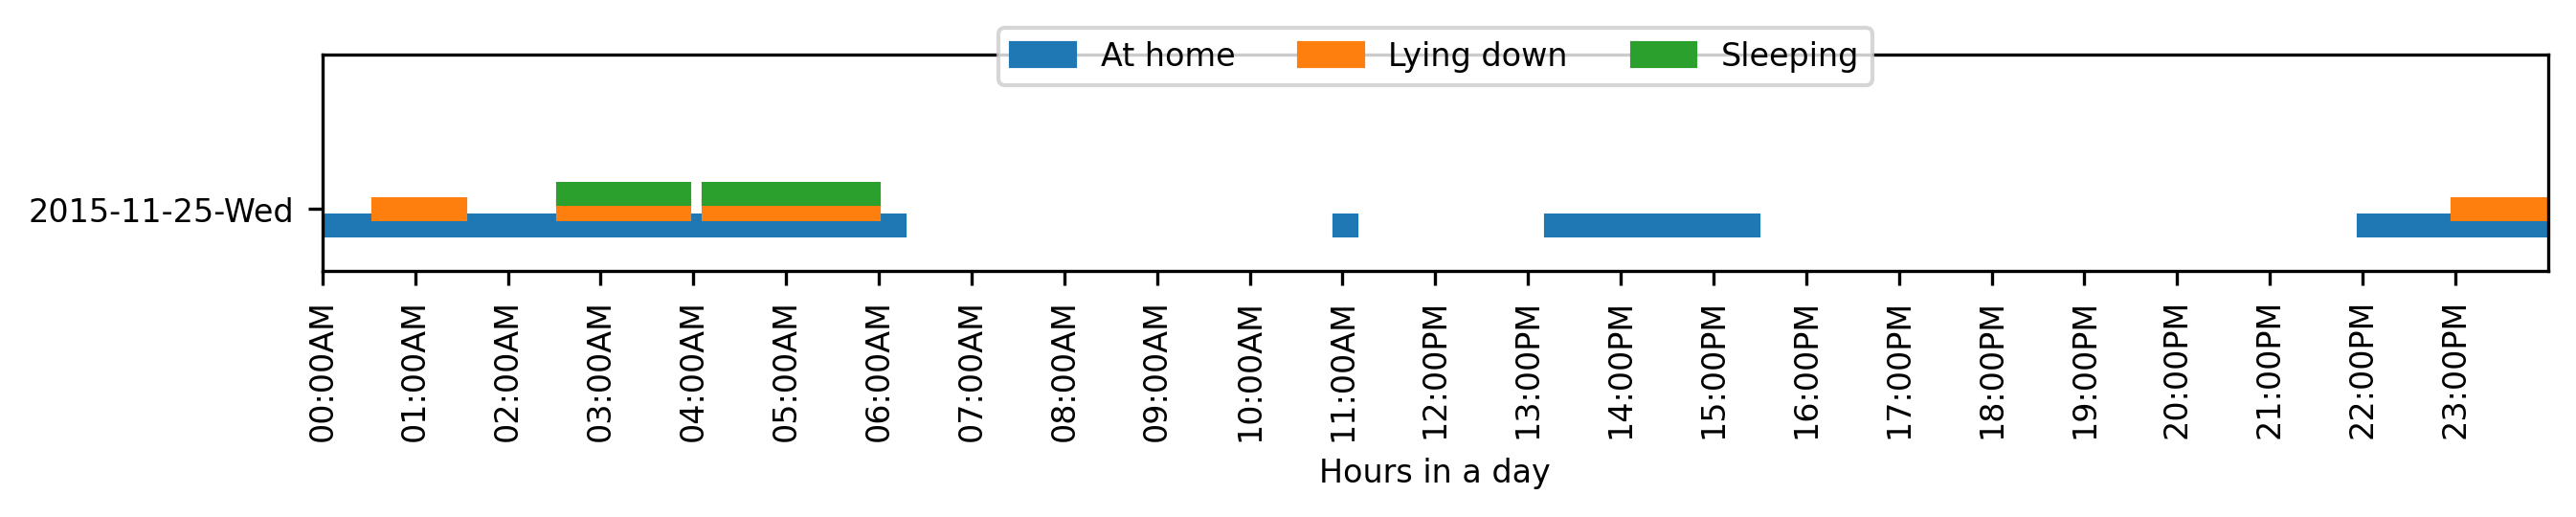 At home Lying down Sleeping
2015-11-25-Wed
00:00AM
01:00AM
02:00AM
03:00AM
04:00AM
05:00AM
06:00AM
07:00AM
08:00AM
09:00AM
10:00AM
11:00AM
12:00PM
13:00PM
14:00PM
15:00PM
16:00PM
17:00PM
18:00PM
19:00PM
20:00PM
21:00PM
22:00PM
23:00PM
Hours in a day